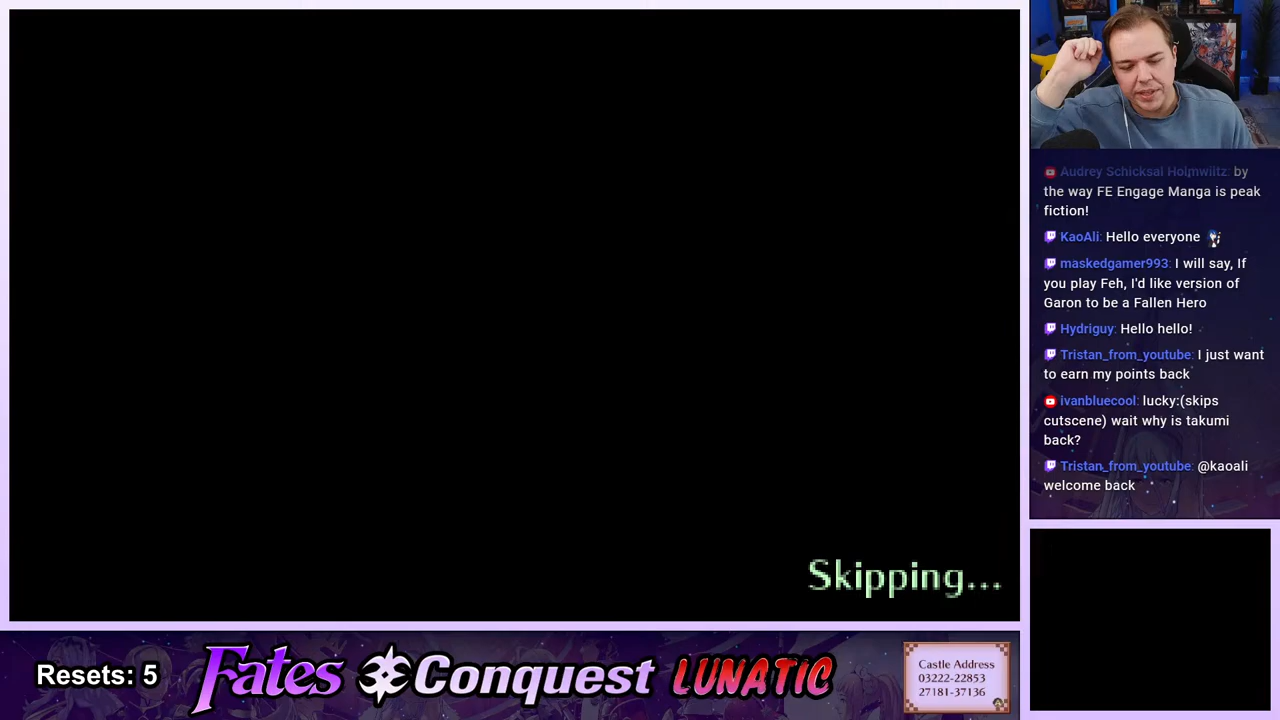 Audrey Schicksal Holmwiitz: by
the way FE Engage Manga is peak
fiction!
KaoAli: Hello everyone
maskedgamer993: I will say, If
you play Feh, I'd like version of
Garon to be a Fallen Hero
Hydriguy: Hello hello!
Tristan_from_youtube: I just want
to earn my points back
ivanbluecool: lucky:(skips
cutscene) wait why is takumi
back?
Tristan_from_youtube: @kaoali
welcome back
Skipping...
Resets: 5
Fates Conquest LUNATIC
Castle Address
03222-22853
27181-37136